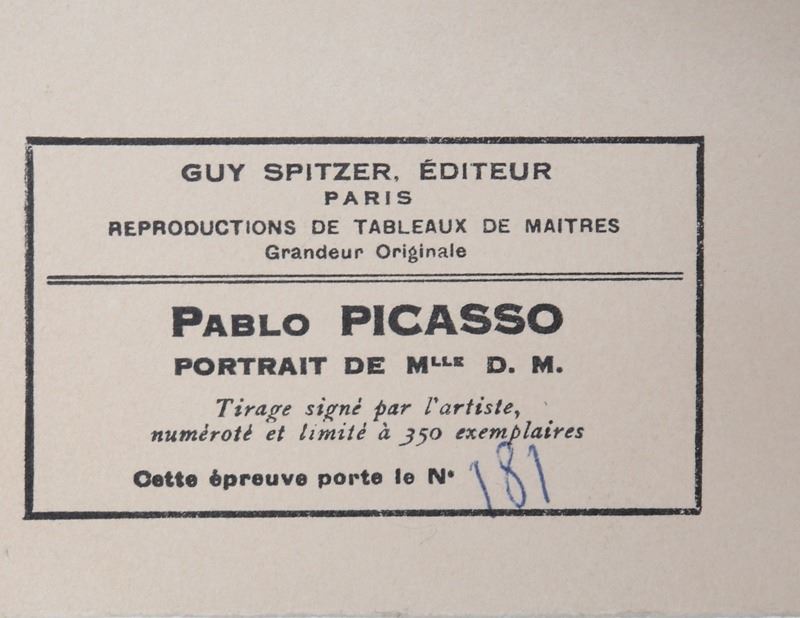 GUY SPITZER, ÉDITEUR
PARIS
REPRODUCTIONS DE TABLEAUX DE MAITRES
Grandeur Originale
PABLO PICASSO
PORTRAIT DE MLLE D. M.
Tirage signé par l'artiste,
numéroté et limité à 350 exemplaires
Cette épreuve porte le N° 181